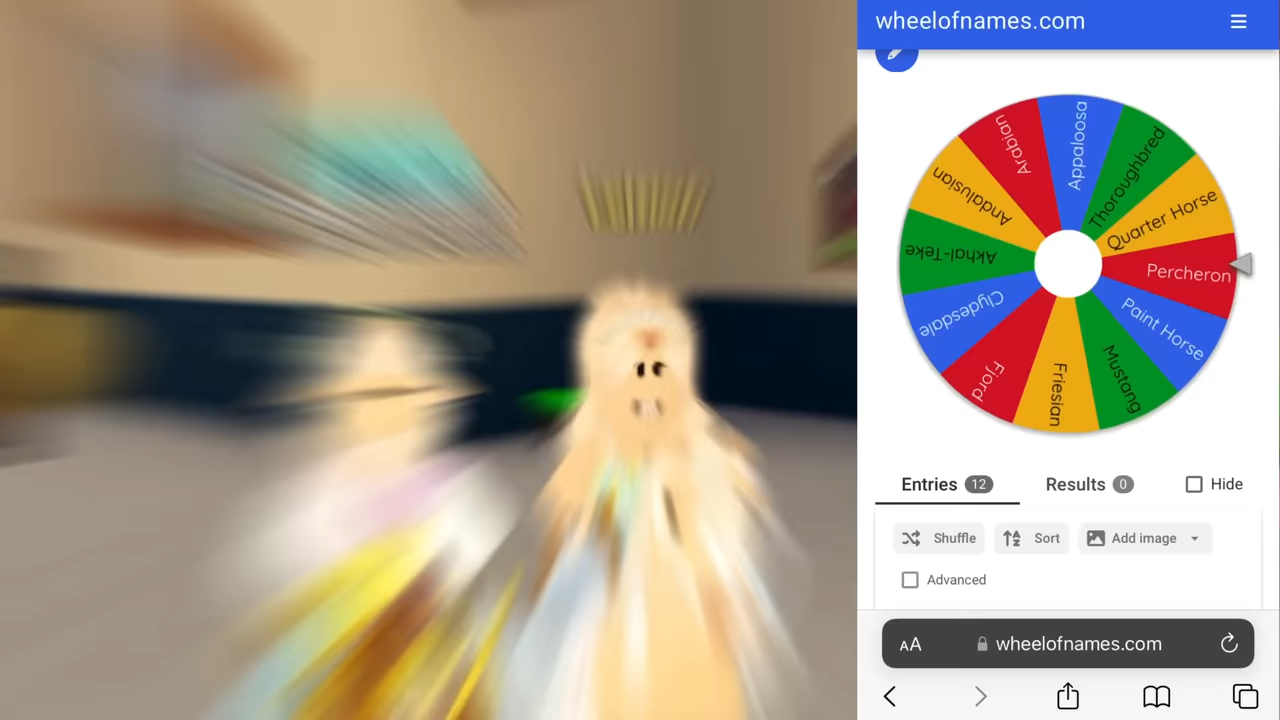 wheelofnames.com
Appaloosa
Thoroughbred
Quarter Horse
Percheron
Paint Horse
Mustang
Friesian
Fjord
Clydesdale
Akhal-Teke
Andalusian
Arabian
Entries 12
Results 0
Hide
Shuffle
Sort
Add image
Advanced
AA
wheelofnames.com